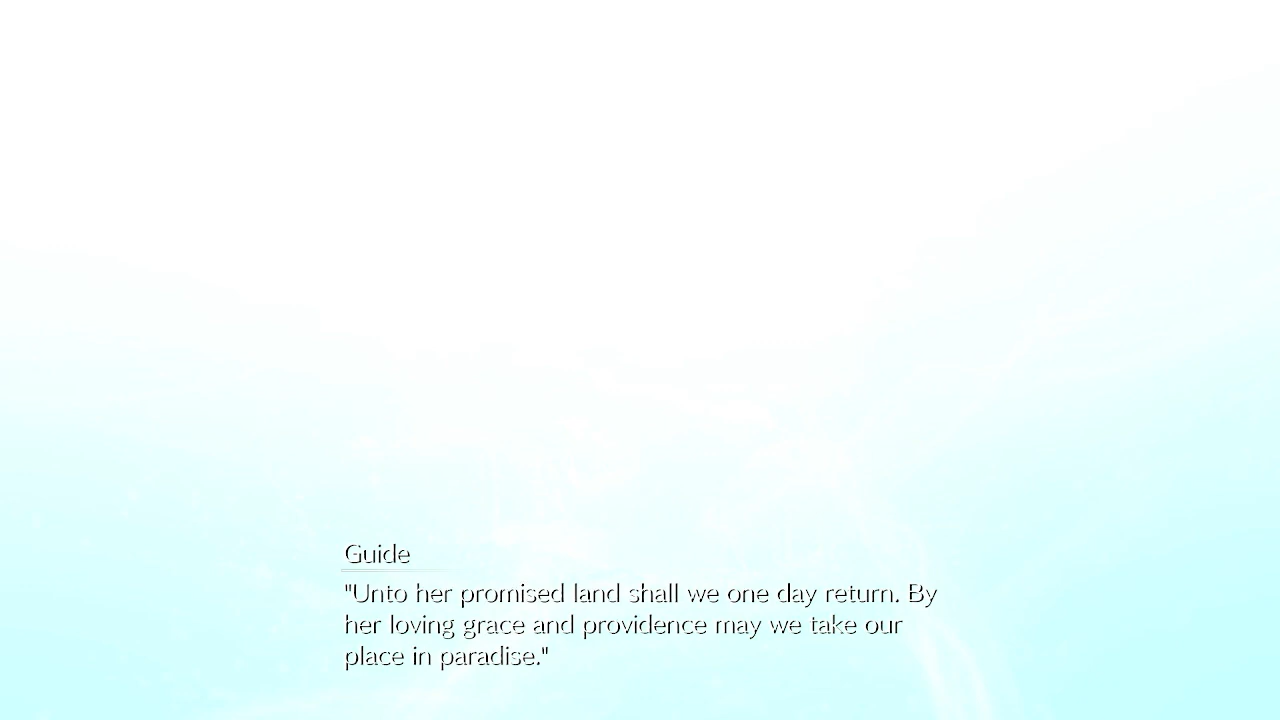 Guide
"Unto her promised land shall we one day return. By
her loving grace and providence may we take our
place in paradise."